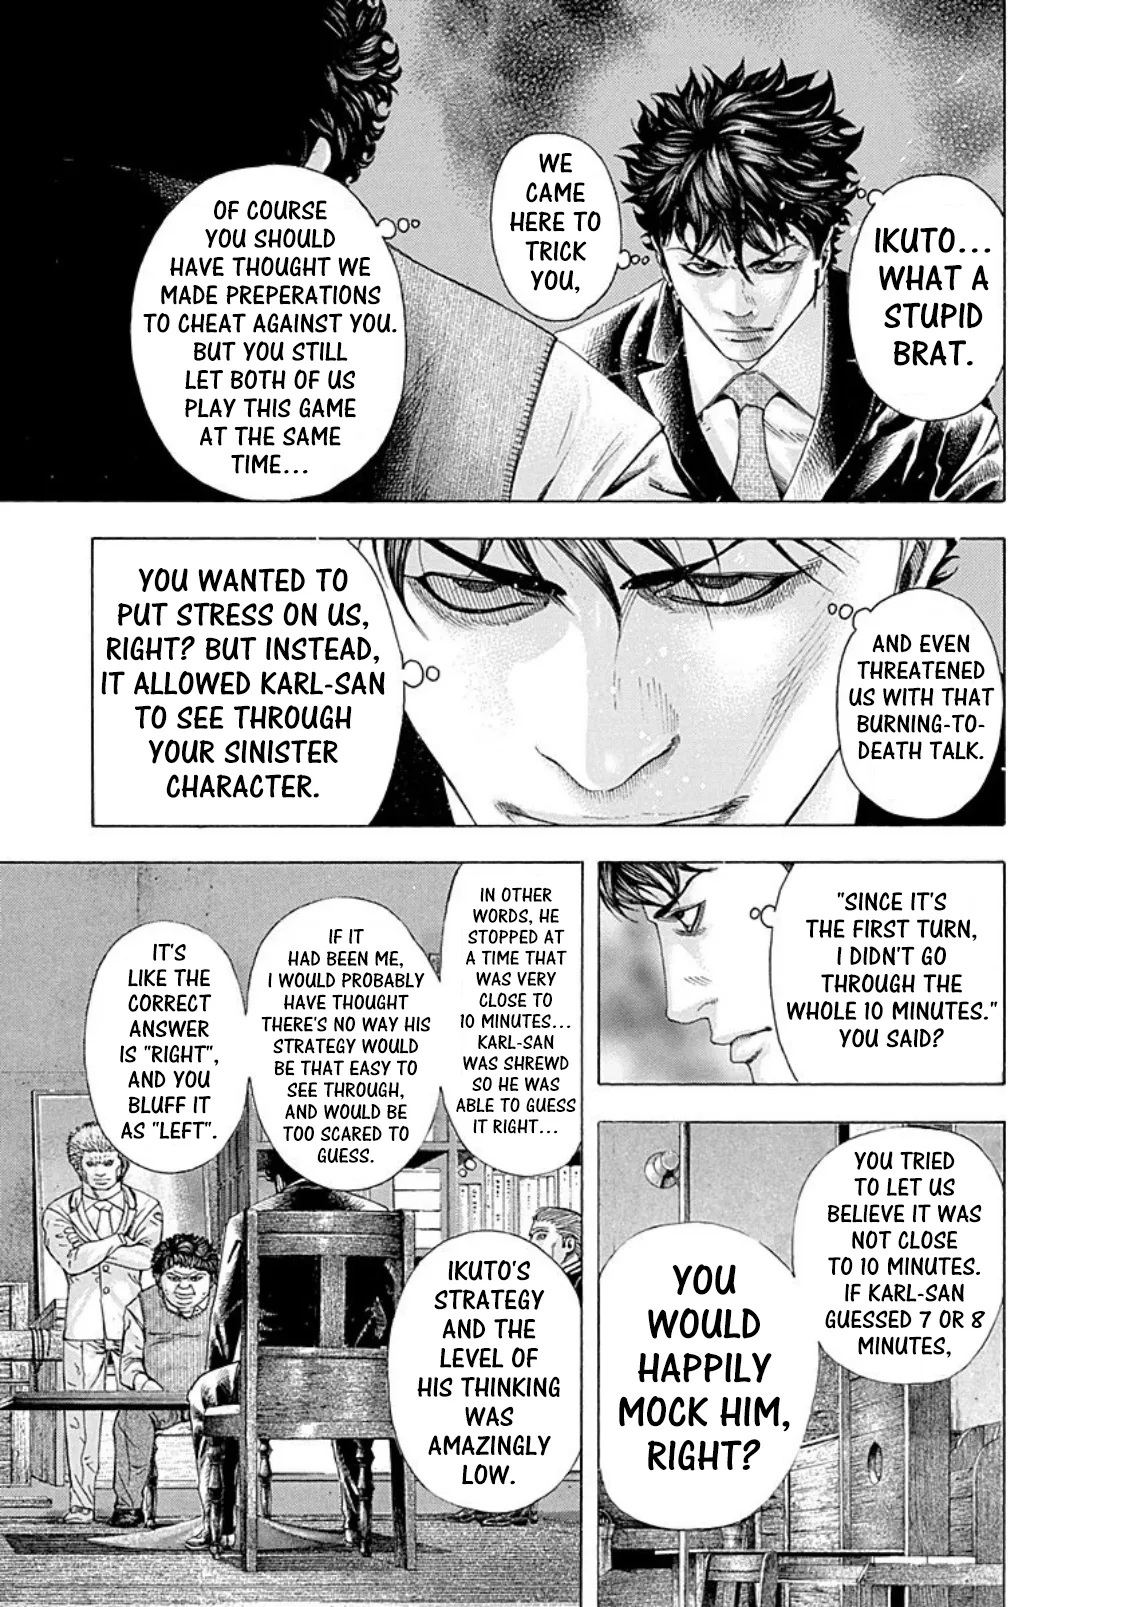 IKUTO...
WHAT A
STUPID
BRAT.
WE
CAME
HERE TO
TRICK
YOU,
OF COURSE
YOU SHOULD
HAVE THOUGHT WE
MADE PREPERATIONS
TO CHEAT AGAINST YOU.
BUT YOU STILL
LET BOTH OF US
PLAY THIS GAME
AT THE SAME
TIME...
AND EVEN
THREATENED
US WITH THAT
BURNING-TO-
DEATH TALK.
YOU WANTED TO
PUT STRESS ON US,
RIGHT? BUT INSTEAD,
IT ALLOWED KARL-SAN
TO SEE THROUGH
YOUR SINISTER
CHARACTER.
"SINCE IT'S
THE FIRST TURN,
I DIDN'T GO
THROUGH THE
WHOLE 10 MINUTES."
YOU SAID?
YOU TRIED
TO LET US
BELIEVE IT WAS
NOT CLOSE
TO 10 MINUTES.
IF KARL-SAN
GUESSED 7 OR 8
MINUTES,
YOU
WOULD
HAPPILY
MOCK HIM,
RIGHT?
IN OTHER
WORDS, HE
STOPPED AT
A TIME THAT
WAS VERY
CLOSE TO
10 MINUTES...
KARL-SAN
WAS SHREWD
SO HE WAS
ABLE TO GUESS
IT RIGHT...
IF IT
HAD BEEN ME,
I WOULD PROBABLY
HAVE THOUGHT
THERE'S NO WAY HIS
STRATEGY WOULD
BE THAT EASY TO
SEE THROUGH,
AND WOULD BE
TOO SCARED TO
GUESS.
IT'S
LIKE THE
CORRECT
ANSWER
IS "RIGHT",
AND YOU
BLUFF IT
AS "LEFT".
IKUTO'S
STRATEGY
AND THE
LEVEL OF
HIS THINKING
WAS
AMAZINGLY
LOW.